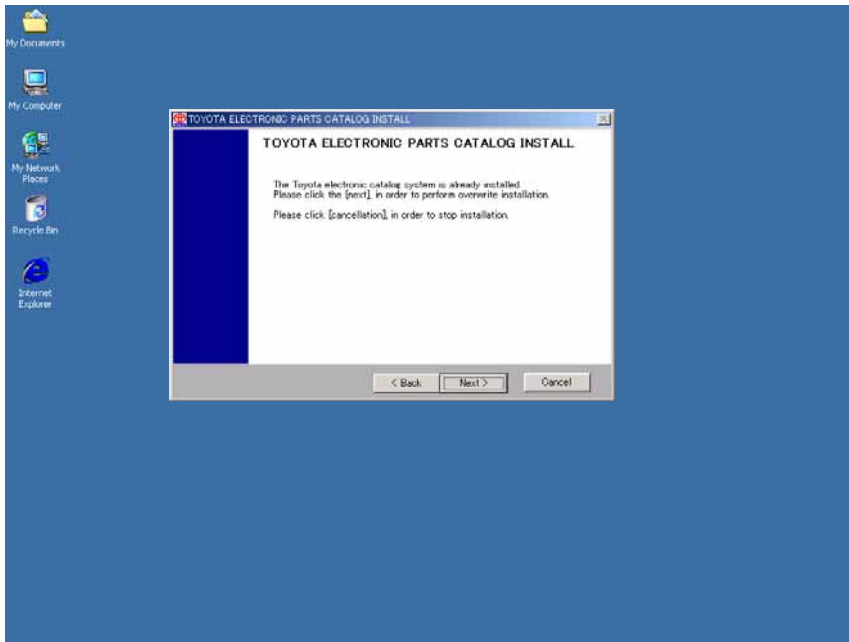 My Documents
My Computer
My Network
Places
Recycle Bin
Internet
Explorer
TOYOTA ELECTRONIC PARTS CATALOG INSTALL
TOYOTA ELECTRONIC PARTS CATALOG INSTALL
The Toyota electronic catalog system is already installed
Please click the [next], in order to perform overwrite installation.
Please click [cancellation], in order to stop installation.
< Back
Next >
Cancel